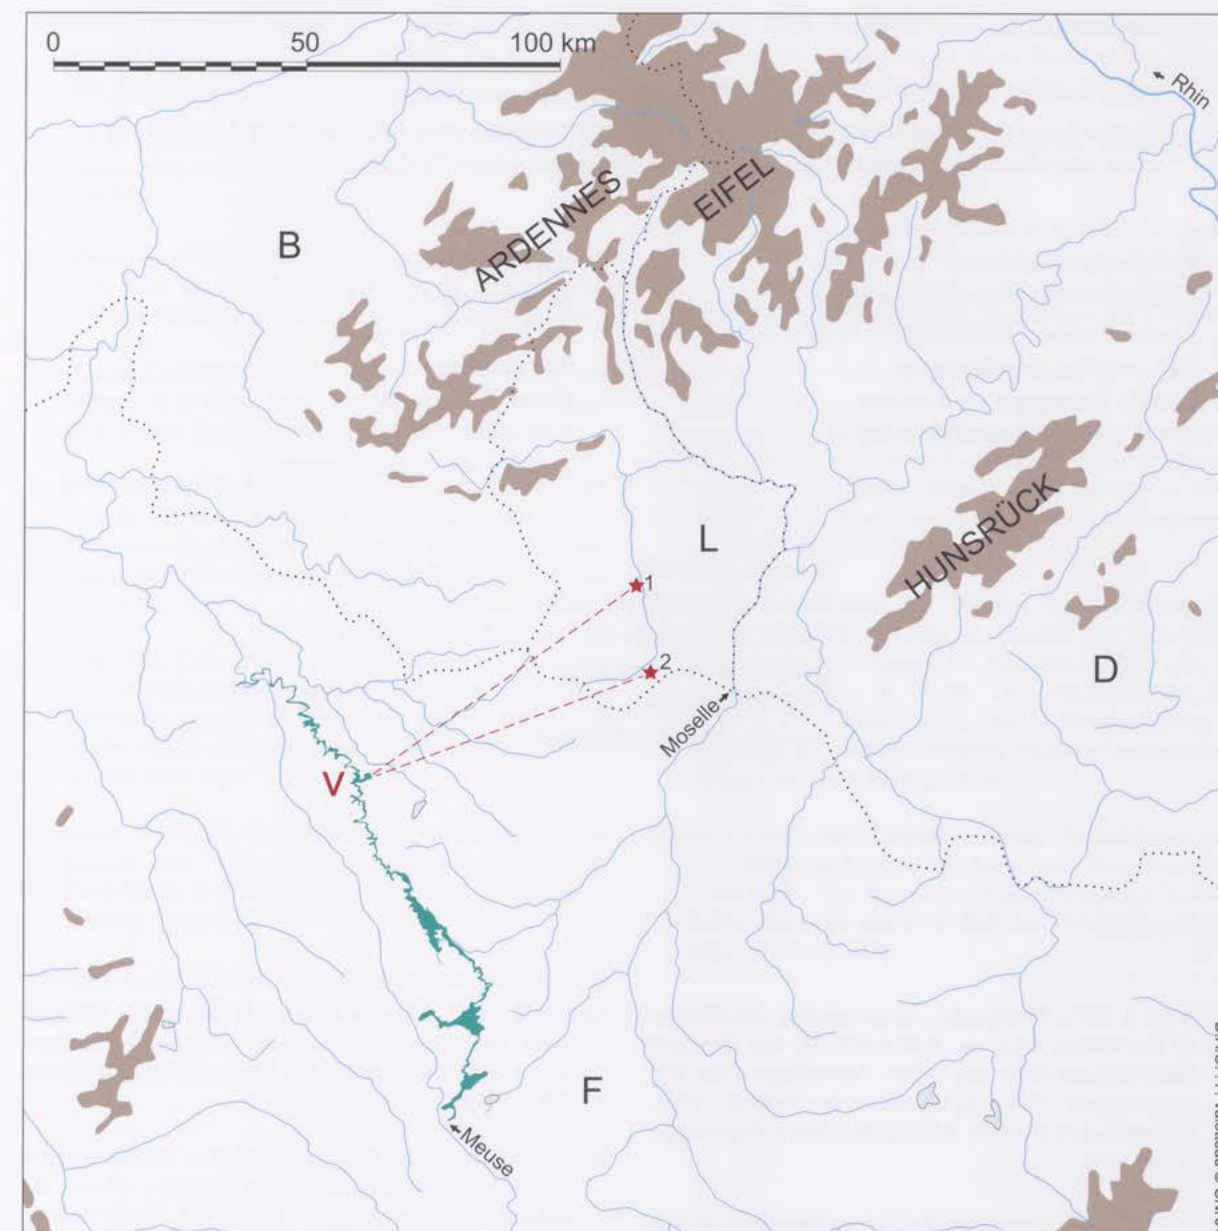 0 50 100 km
Rhin
EIFEL
ARDENNES
B
L
HUNSRÜCK
1
D
2
Moselle
V
F
Meuse